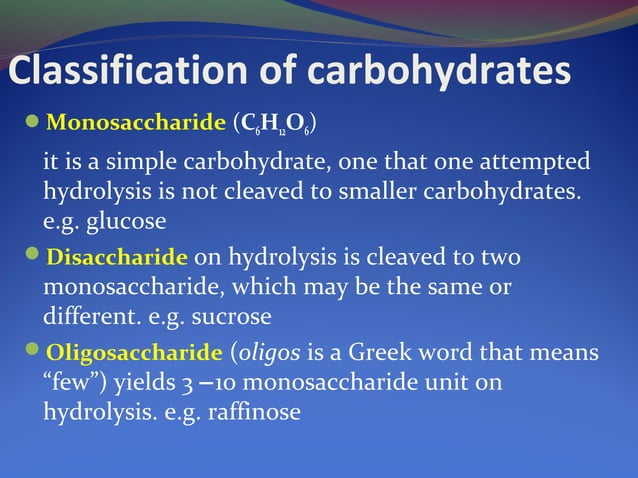 Classification of carbohydrates
Monosaccharide (C₆H₁₂O₆)
it is a simple carbohydrate, one that one attempted
hydrolysis is not cleaved to smaller carbohydrates.
e.g. glucose
Disaccharide on hydrolysis is cleaved to two
monosaccharide, which may be the same or
different. e.g. sucrose
Oligosaccharide (oligos is a Greek word that means
“few”) yields 3 –10 monosaccharide unit on
hydrolysis. e.g. raffinose